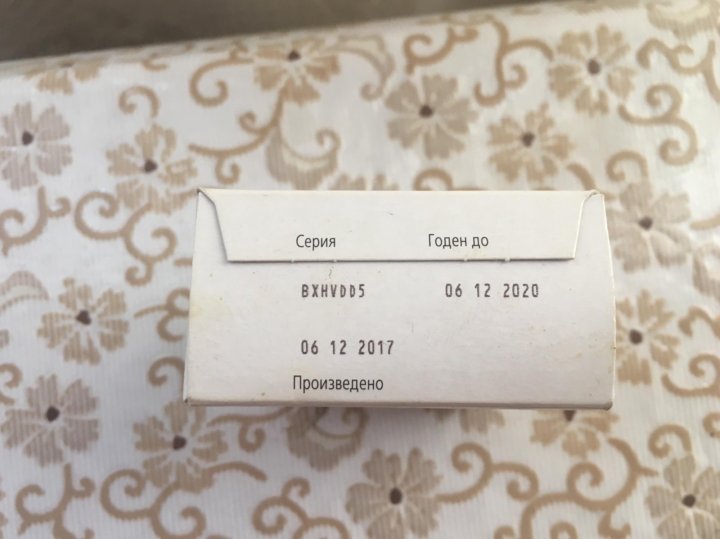 Серия Годен до
BXHVDD5 06 12 2020
06 12 2017
Произведено